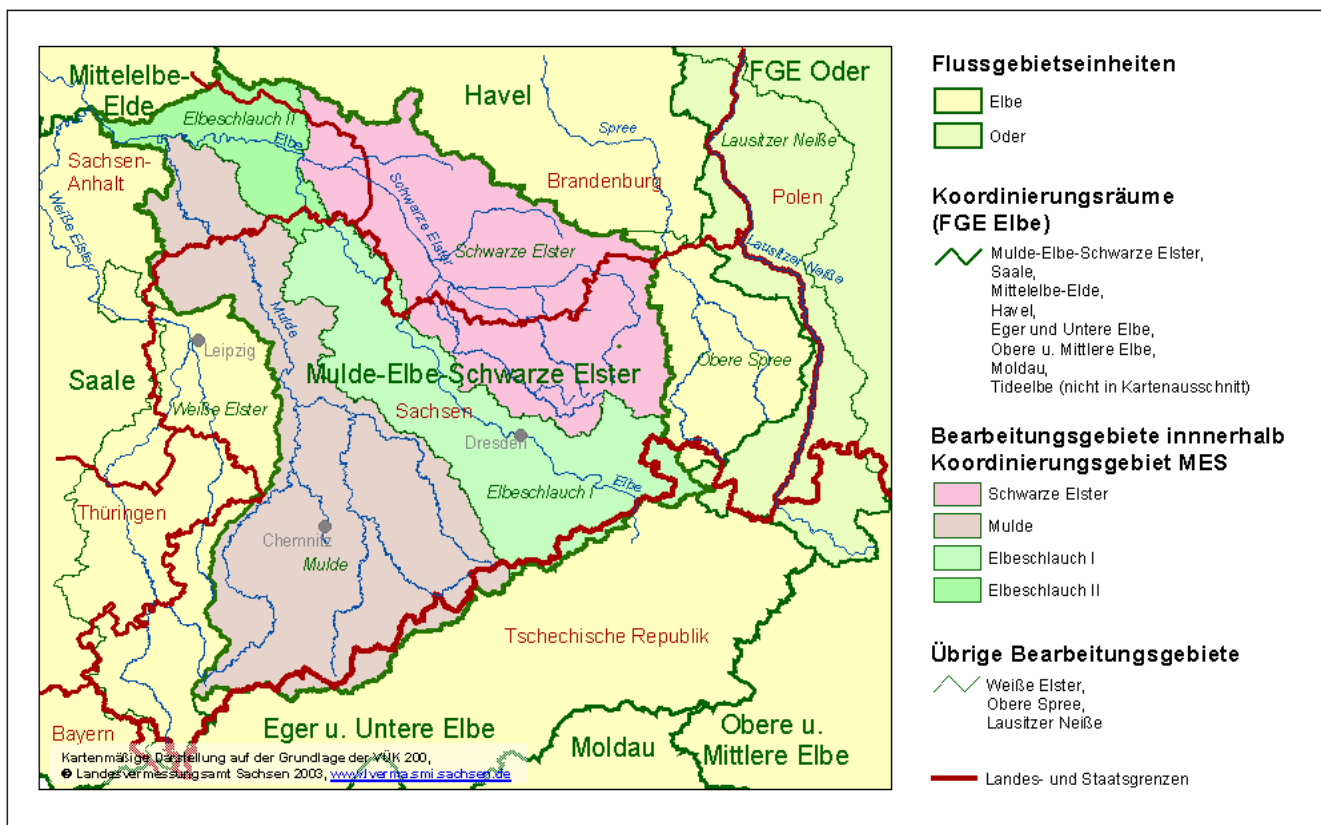 Mittelelbe-
Elde
Elbeschlauch II
Elbe
Havel
FGE Oder
Spree
Lausitzer Neiße
Sachsen-
Anhalt
Brandenburg
Polen
Weiße Elster
Schwarze Elster
Schwarze Elster
Lausitzer Neiße
Mulde
Leipzig
Obere Spree
Saale
Mulde-Elbe-Schwarze Elster
Weiße Elster
Sachsen
Dresden
Elbeschlauch I
Elbe
Thüringen
Chemnitz
Mulde
Tschechische Republik
Bayern
Eger u. Untere Elbe
Moldau
Obere u.
Mittlere Elbe
Kartenmäßige Darstellung auf der Grundlage der VÜK 200,
© Landesvermessungsamt Sachsen 2003, www.lverma.smi.sachsen.de
Flussgebietseinheiten
Elbe
Oder
Koordinierungsräume
(FGE Elbe)
Mulde-Elbe-Schwarze Elster,
Saale,
Mittelelbe-Elde,
Havel,
Eger und Untere Elbe,
Obere u. Mittlere Elbe,
Moldau,
Tideelbe (nicht in Kartenausschnitt)
Bearbeitungsgebiete innnerhalb
Koordinierungsgebiet MES
Schwarze Elster
Mulde
Elbeschlauch I
Elbeschlauch II
Übrige Bearbeitungsgebiete
Weiße Elster,
Obere Spree,
Lausitzer Neiße
Landes- und Staatsgrenzen